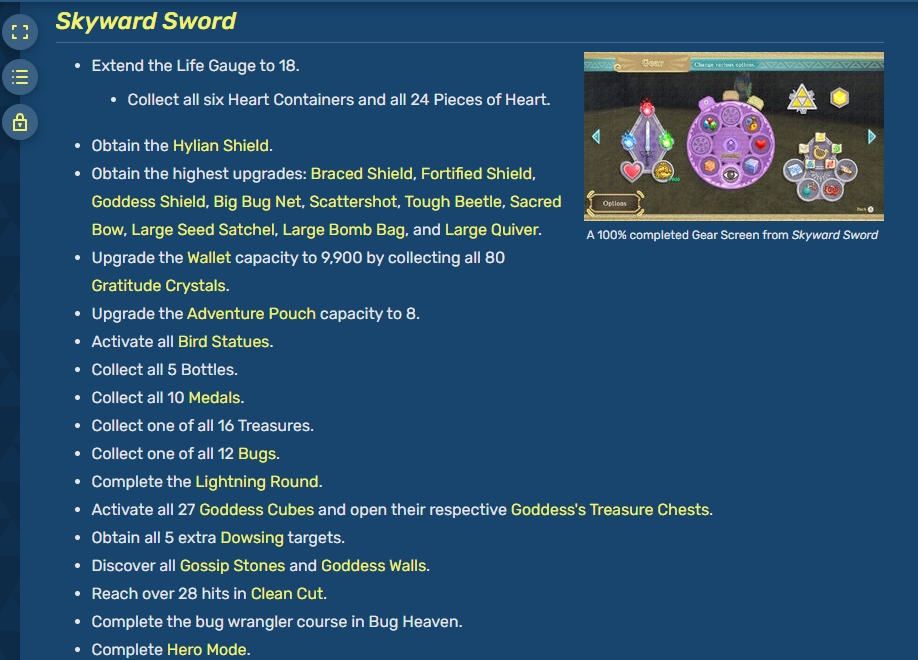 Skyward Sword
Extend the Life Gauge to 18.
Collect all six Heart Containers and all 24 Pieces of Heart.
Obtain the Hylian Shield.
Obtain the highest upgrades: Braced Shield, Fortified Shield,
Goddess Shield, Big Bug Net, Scattershot, Tough Beetle, Sacred
Bow, Large Seed Satchel, Large Bomb Bag, and Large Quiver.
Upgrade the Wallet capacity to 9,900 by collecting all 80
Gratitude Crystals.
Upgrade the Adventure Pouch capacity to 8.
Activate all Bird Statues.
Collect all 5 Bottles.
Collect all 10 Medals.
Collect one of all 16 Treasures.
Collect one of all 12 Bugs.
Complete the Lightning Round.
Activate all 27 Goddess Cubes and open their respective Goddess's Treasure Chests.
Obtain all 5 extra Dowsing targets.
Discover all Gossip Stones and Goddess Walls.
Reach over 28 hits in Clean Cut.
Complete the bug wrangler course in Bug Heaven.
Complete Hero Mode.
Gear
Change various options.
Options
Back
A 100% completed Gear Screen from Skyward Sword